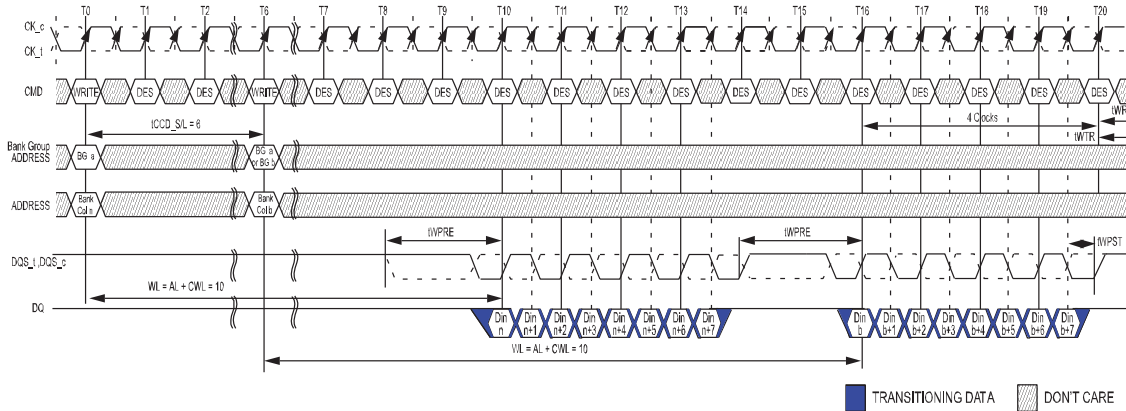 T0 T1 T2 T6 T7 T8 T9 T10 T11 T12 T13 T14 T15 T16 T17 T18 T19 T20
CK_c
CK_t
CMD WRITE DES DES WRITE DES DES DES DES DES DES DES DES DES DES DES DES DES DES
tCCD_S/L = 6
4 Clocks
tWR
tWTR
Bank Group
ADDRESS
BG a
BG a
or BG b
ADDRESS
Bank
Col n
Bank
Col b
tWPRE
tWPRE
tWPST
DQS_t ,DQS_c
WL = AL + CWL = 10
DQ
Din Din Din Din Din Din Din Din Din Din Din Din Din Din Din Din
n n+1 n+2 n+3 n+4 n+5 n+6 n+7 b b+1 b+2 b+3 b+4 b+5 b+6 b+7
WL = AL + CWL = 10
TRANSITIONING DATA DON'T CARE